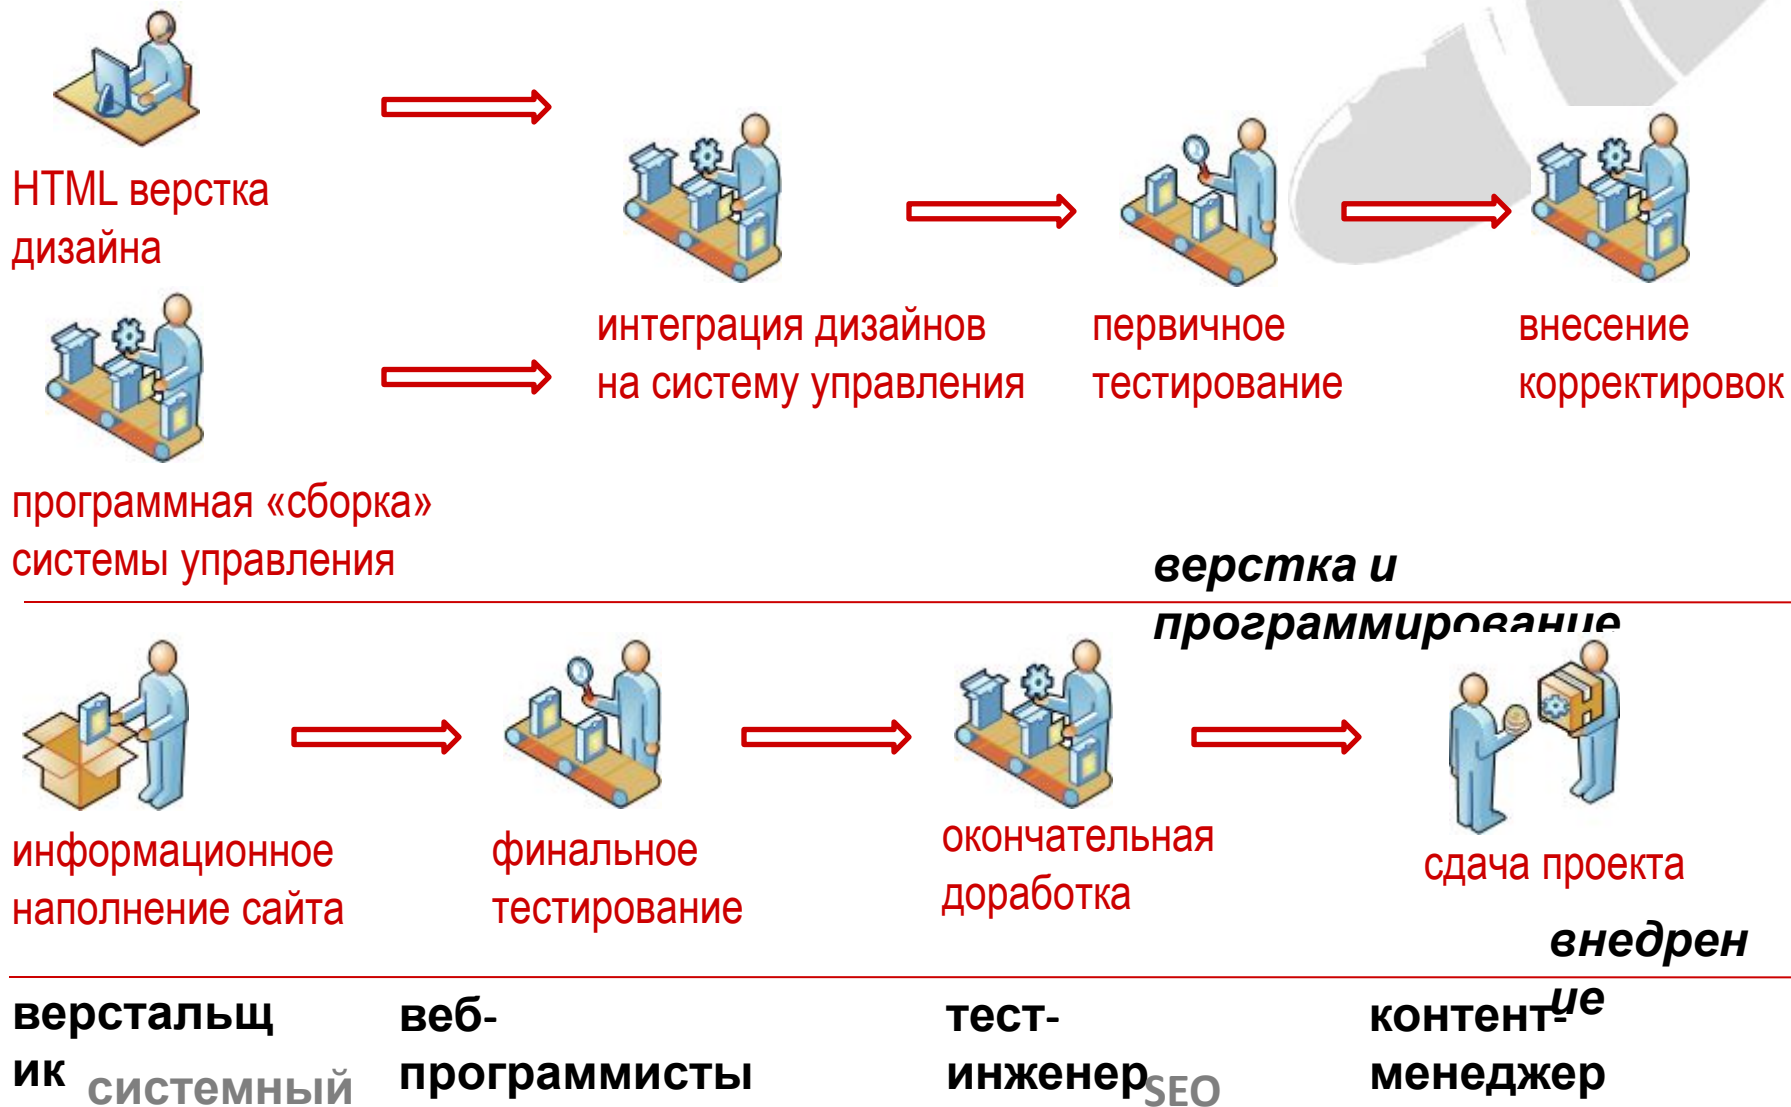 HTML верстка
дизайна
интеграция дизайнов
на систему управления
первичное
тестирование
внесение
корректировок
программная «сборка»
системы управления
верстка и
программирование
информационное
наполнение сайта
финальное
тестирование
окончательная
доработка
сдача проекта
внедрен
ие
верстальщ
ик
системный
веб-
программисты
тест-
инженер
SEO
контент-
менеджер